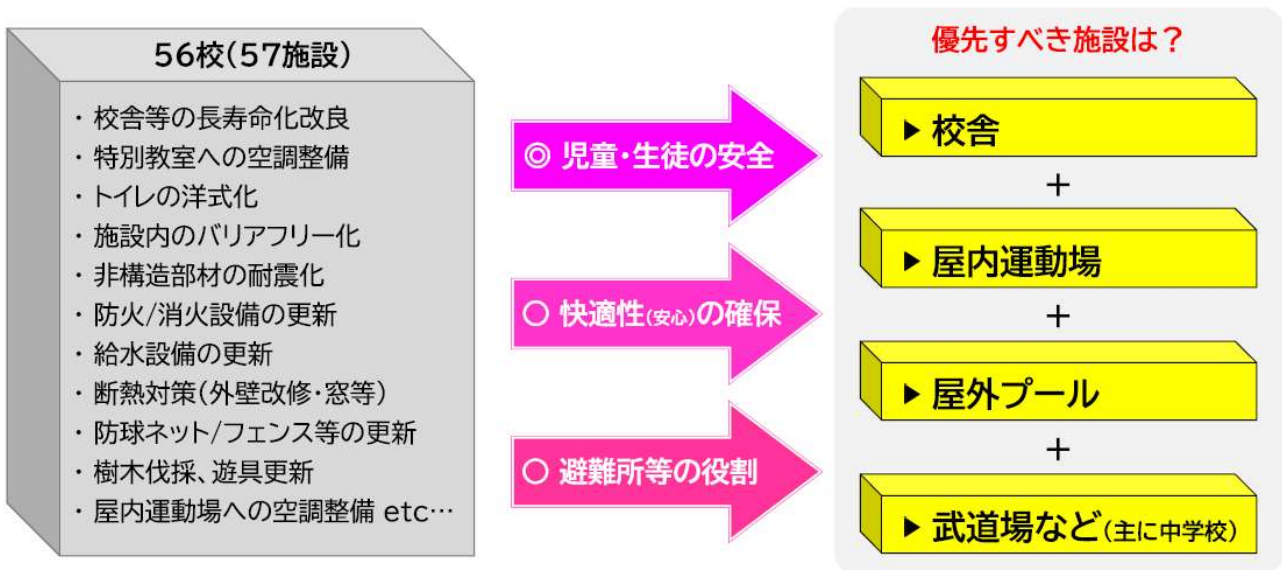 56校(57施設)
・ 校舎等の長寿命化改良
・ 特別教室への空調整備
・ トイレの洋式化
・ 施設内のバリアフリー化
・ 非構造部材の耐震化
・ 防火/消火設備の更新
・ 給水設備の更新
・ 断熱対策(外壁改修・窓等)
・ 防球ネット/フェンス等の更新
・ 樹木伐採、遊具更新
・ 屋内運動場への空調整備 etc…
◎ 児童・生徒の安全
○ 快適性(安心)の確保
○ 避難所等の役割
優先すべき施設は？
▶ 校舎
+
▶ 屋内運動場
+
▶ 屋外プール
+
▶ 武道場など(主に中学校)